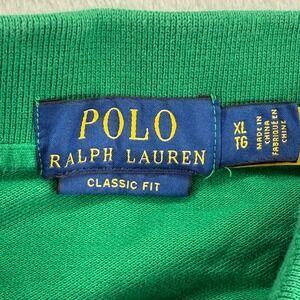 POLO
RALPH LAUREN
CLASSIC FIT
XL
TG
MADE IN
CHINA
FABRIQUÉ EN
CHINE